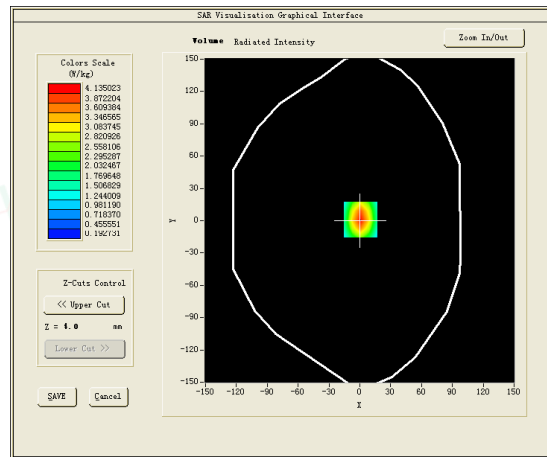 SAR Visualisation Graphical Interface
Volume Radiated Intensity
Zoom In/Out
Colors Scale
(W/kg)
4.135023
3.872204
3.609384
3.346565
3.083745
2.820926
2.558106
2.295287
2.032467
1.769648
1.506829
1.244009
0.981190
0.718370
0.455551
0.192731
Z-Cuts Control
<< Upper Cut
Z = 4.0 mm
Lower Cut >>
SAVE Cancel
150
120
90
60
30
0
-30
-60
-90
-120
-150
Y
-150 -120 -90 -60 -30 0 30 60 90 120 150
X